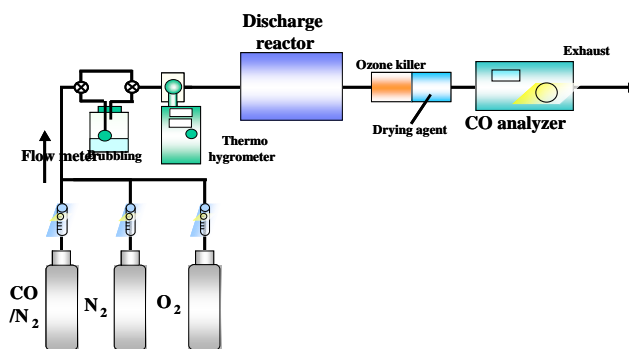 Discharge
reactor
Exhaust
Ozone killer
Drying agent
CO analyzer
Thermo
hygrometer
Flow meter
Bubbling
CO
/N2
N2
O2